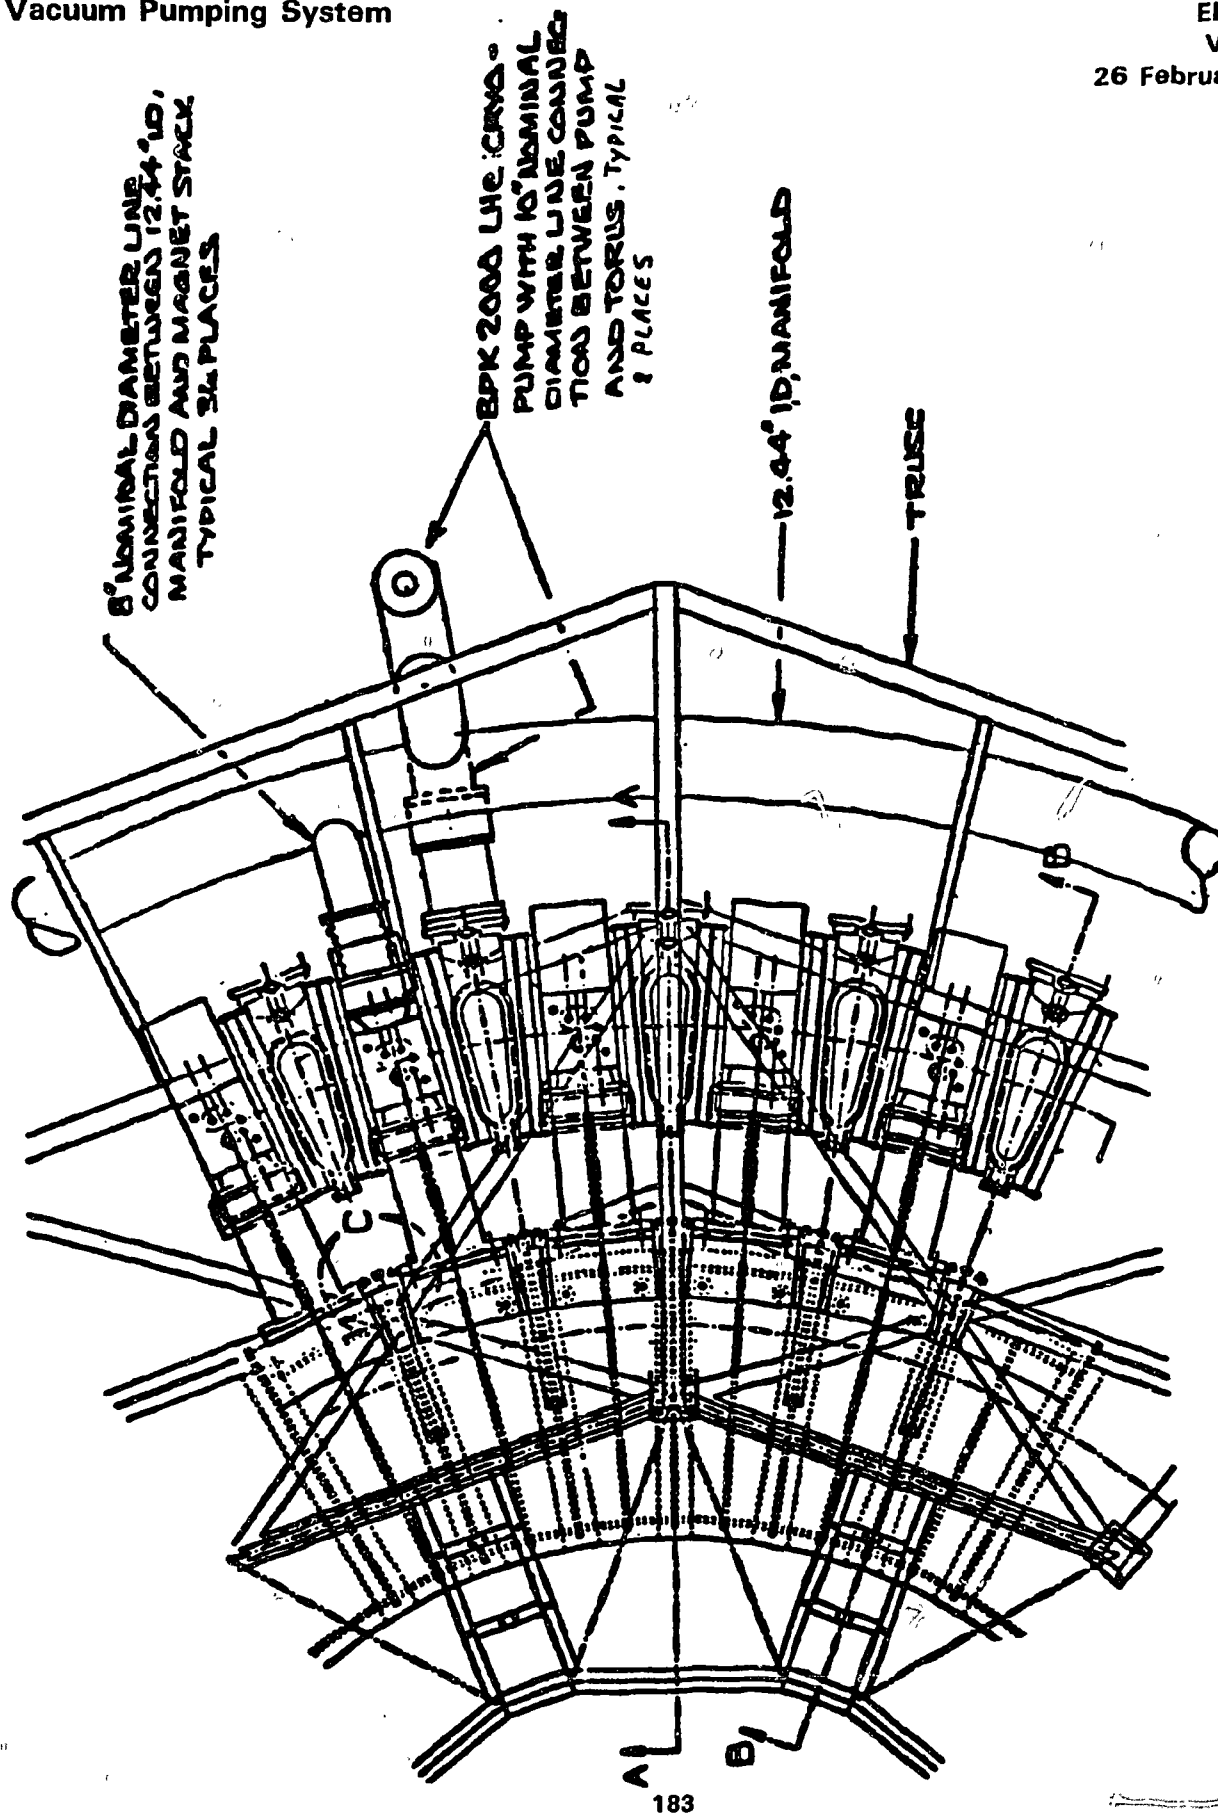 Vacuum Pumping System
26 Februa
8" NOMINAL DIAMETER LINE
CONNECTION BETWEEN 12.44" ID,
MANIFOLD AND MAGNET STACK
TYPICAL 36 PLACES
BPK 2000 LHe CRYO-
PUMP WITH 10" NOMINAL
DIAMETER LINE CONNEC-
TION BETWEEN PUMP
AND TORUS, TYPICAL
PLACES
12.44" ID, MANIFOLD
TRUSS
A
B
C
A
B
183